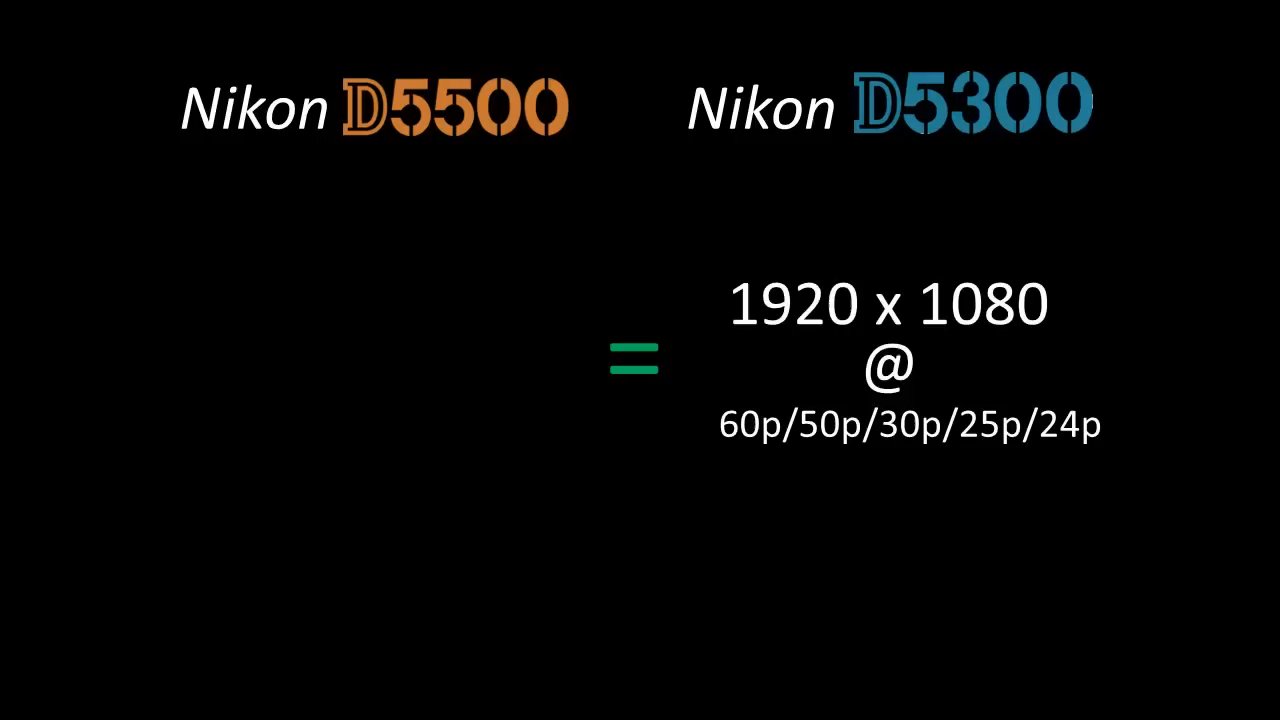 Nikon D5500 Nikon D5300
=
1920 x 1080
@
60p/50p/30p/25p/24p